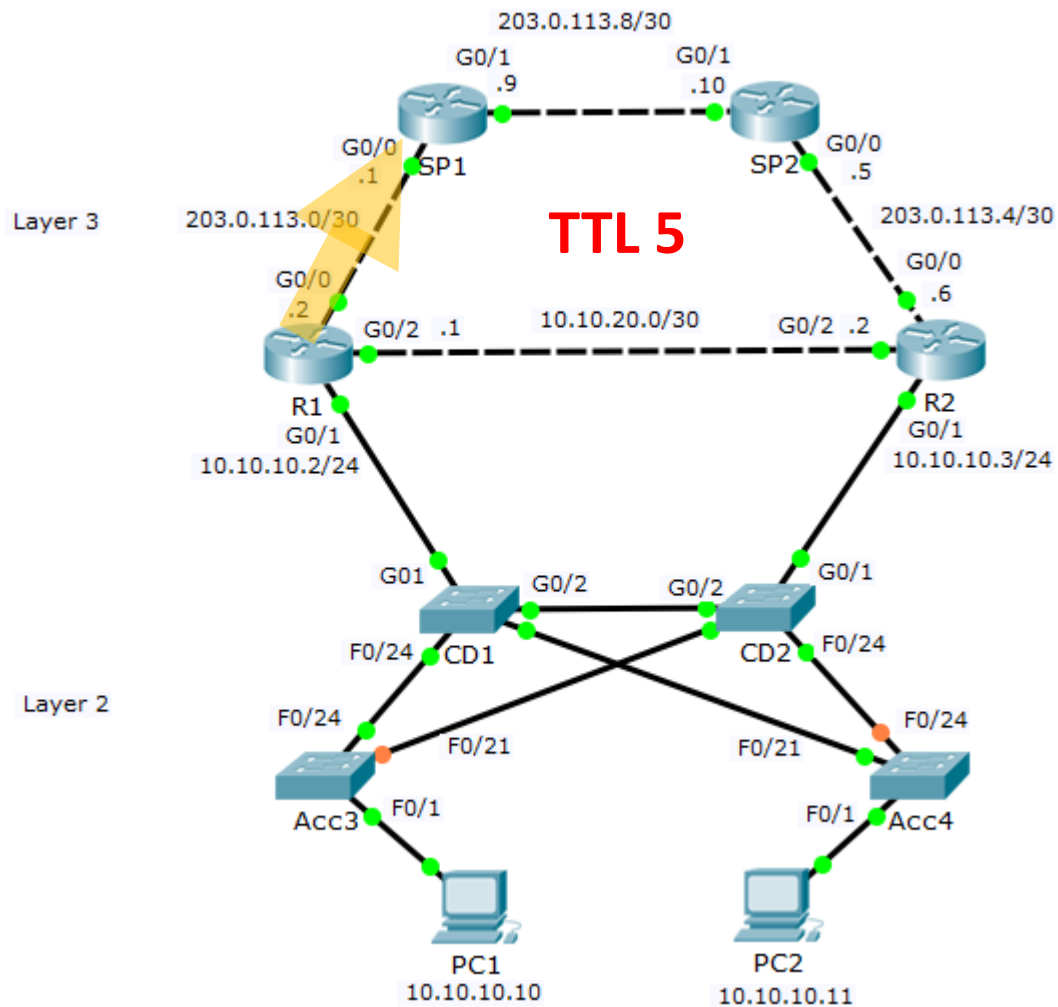 203.0.113.8/30
G0/1
.9
G0/1
.10
SP1
SP2
G0/0
.1
G0/0
.5
Layer 3
203.0.113.0/30
TTL 5
203.0.113.4/30
G0/0
.2
G0/0
.6
G0/2 .1
10.10.20.0/30
G0/2 .2
R1
R2
G0/1
10.10.10.2/24
G0/1
10.10.10.3/24
G01
G0/2
G0/2
G0/1
CD1
CD2
F0/24
F0/24
Layer 2
F0/24
F0/21
F0/21
F0/24
Acc3
Acc4
F0/1
F0/1
PC1
10.10.10.10
PC2
10.10.10.11